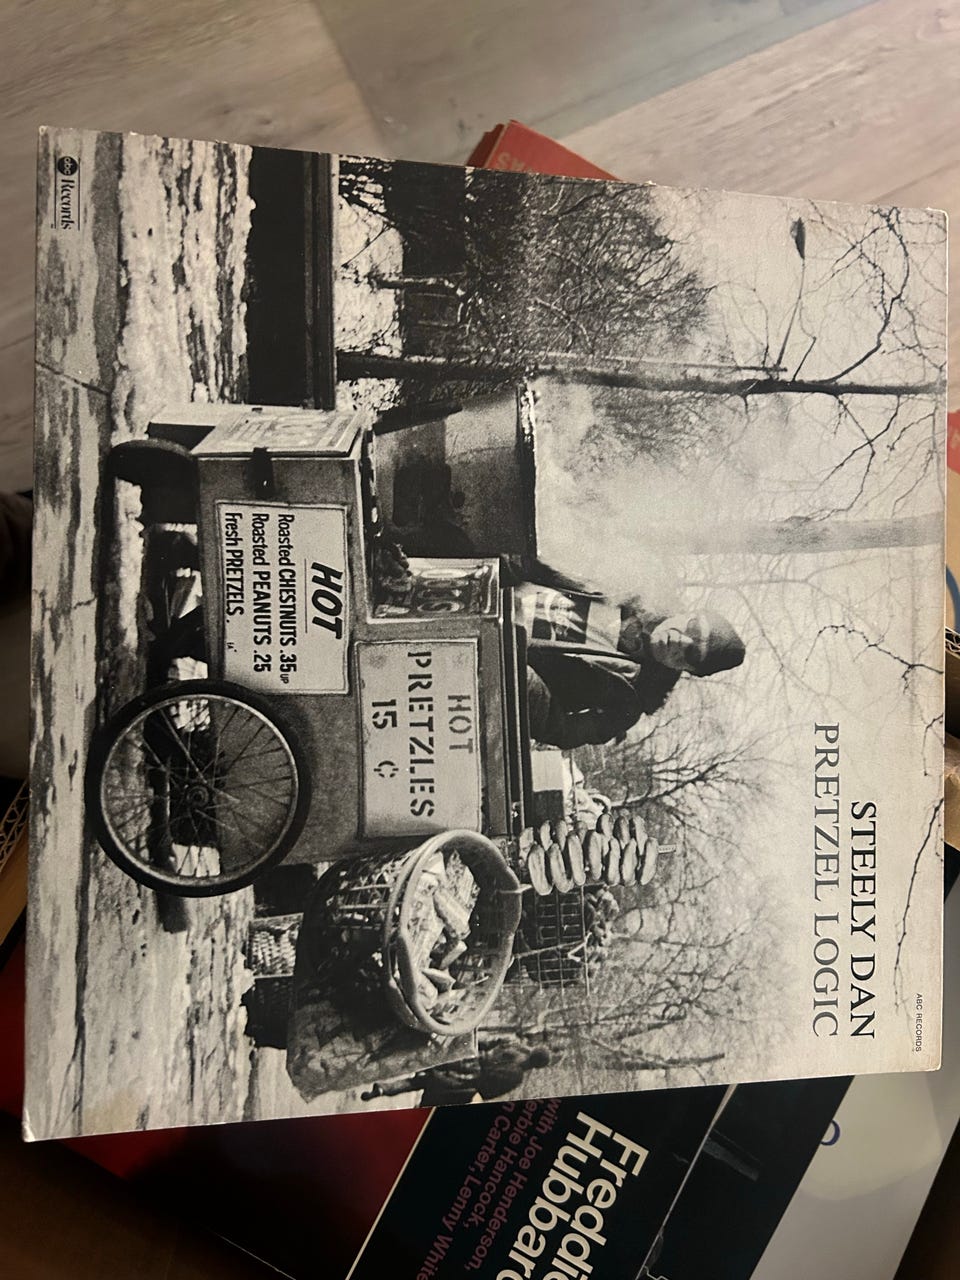 ABC RECORDS
STEELY DAN
PRETZEL LOGIC
HOT
PRETZLES
15 ¢
HOT
Roasted CHESTNUTS .35 UP
Roasted PEANUTS .25
Fresh PRETZELS.
abc Records
Freddie
Hubbard
with Joe Henderson,
erbie Hancock,
n Carter, Lenny White